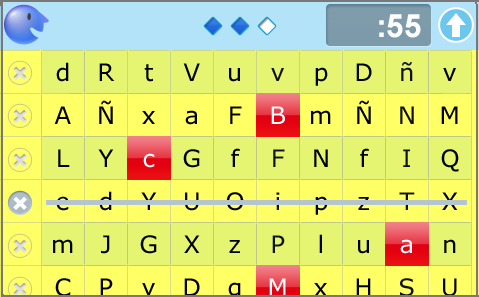 :55
d R t V u v p D ñ v
A Ñ x a F B m Ñ N M
L Y c G f F N f I Q
e d Y U O i p z T X
m J G X z P l u a n
C P v D g M x H S U